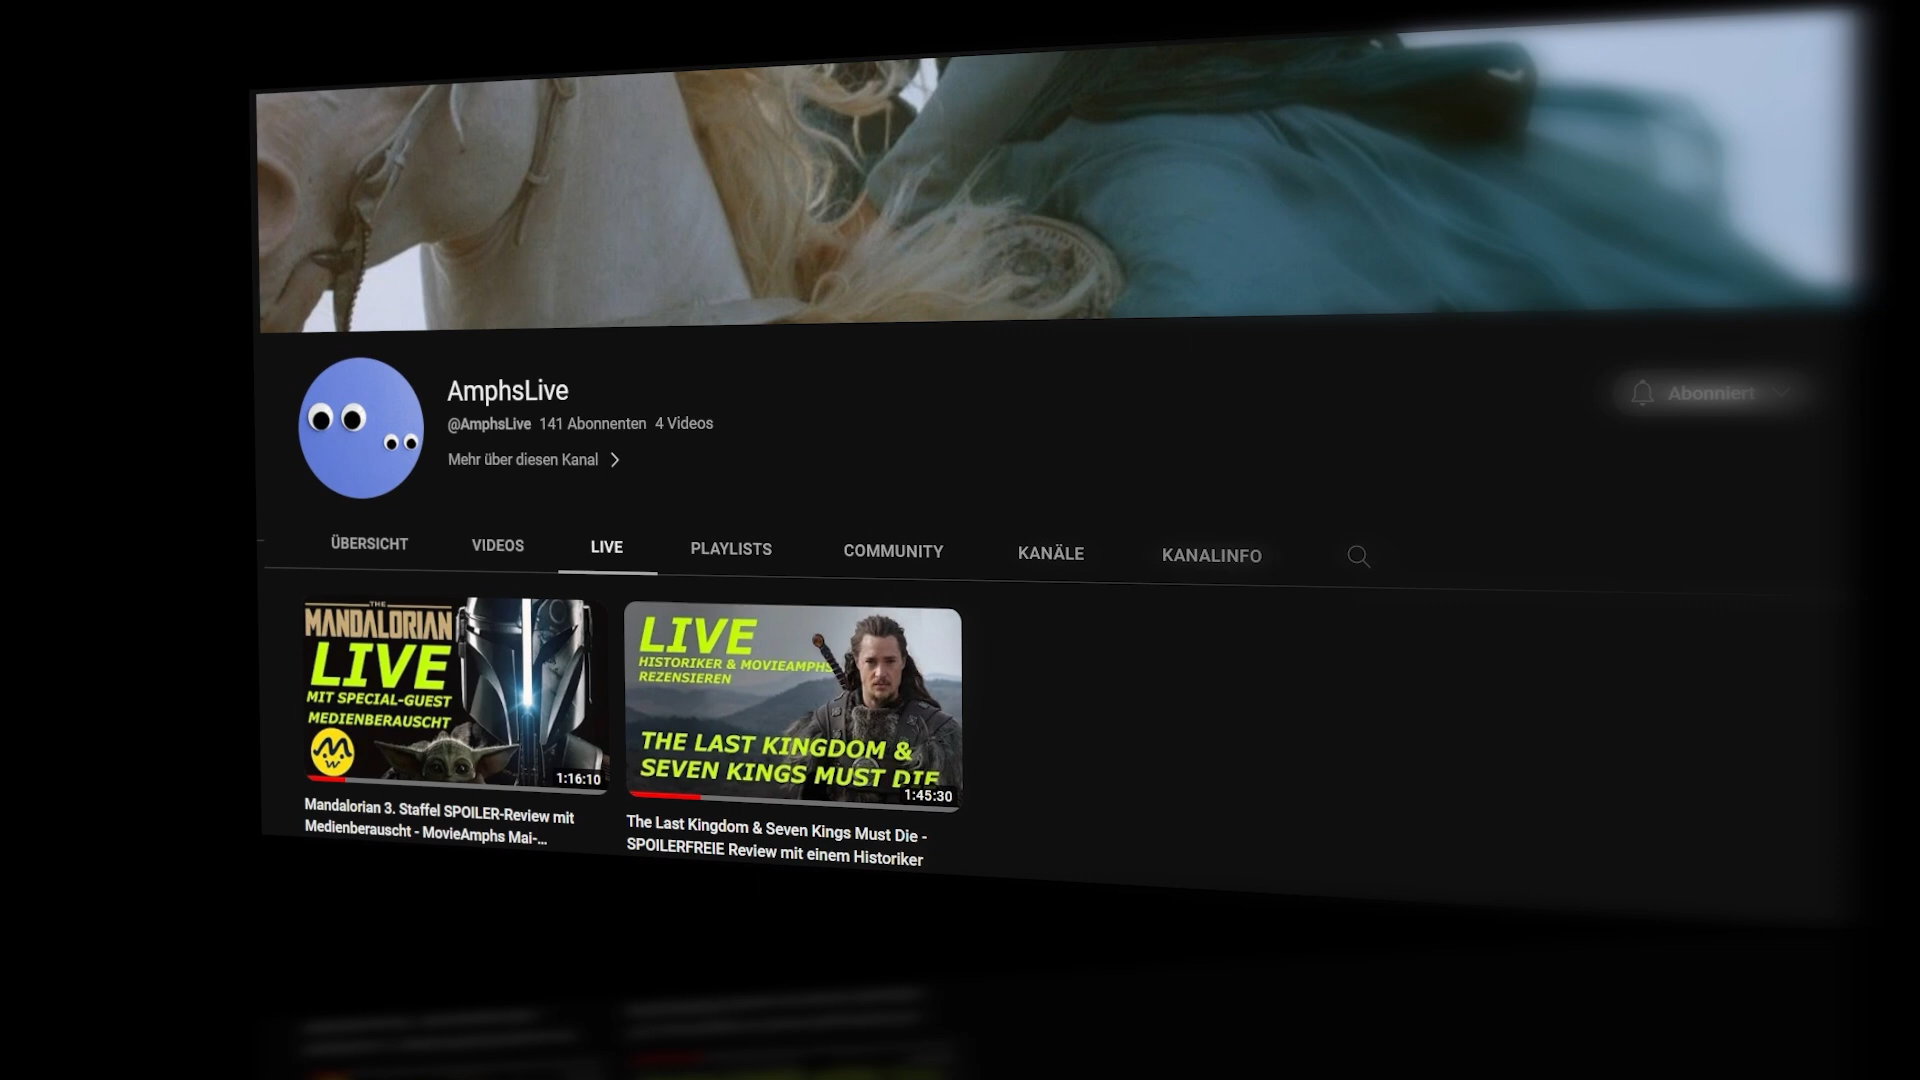 AmphsLive
@AmphsLive 141 Abonnenten 4 Videos
Mehr über diesen Kanal
Abonniert
ÜBERSICHT VIDEOS LIVE PLAYLISTS COMMUNITY KANÄLE KANALINFO
THE
MANDALORIAN
LIVE
MIT SPECIAL-GUEST
MEDIENBERAUSCHT
1:16:10
Mandalorian 3. Staffel SPOILER-Review mit
Medienberauscht - MovieAmphs Mai-...
LIVE
HISTORIKER & MOVIEAMPHS
REZENSIEREN
THE LAST KINGDOM &
SEVEN KINGS MUST DIE
1:45:30
The Last Kingdom & Seven Kings Must Die -
SPOILERFREIE Review mit einem Historiker